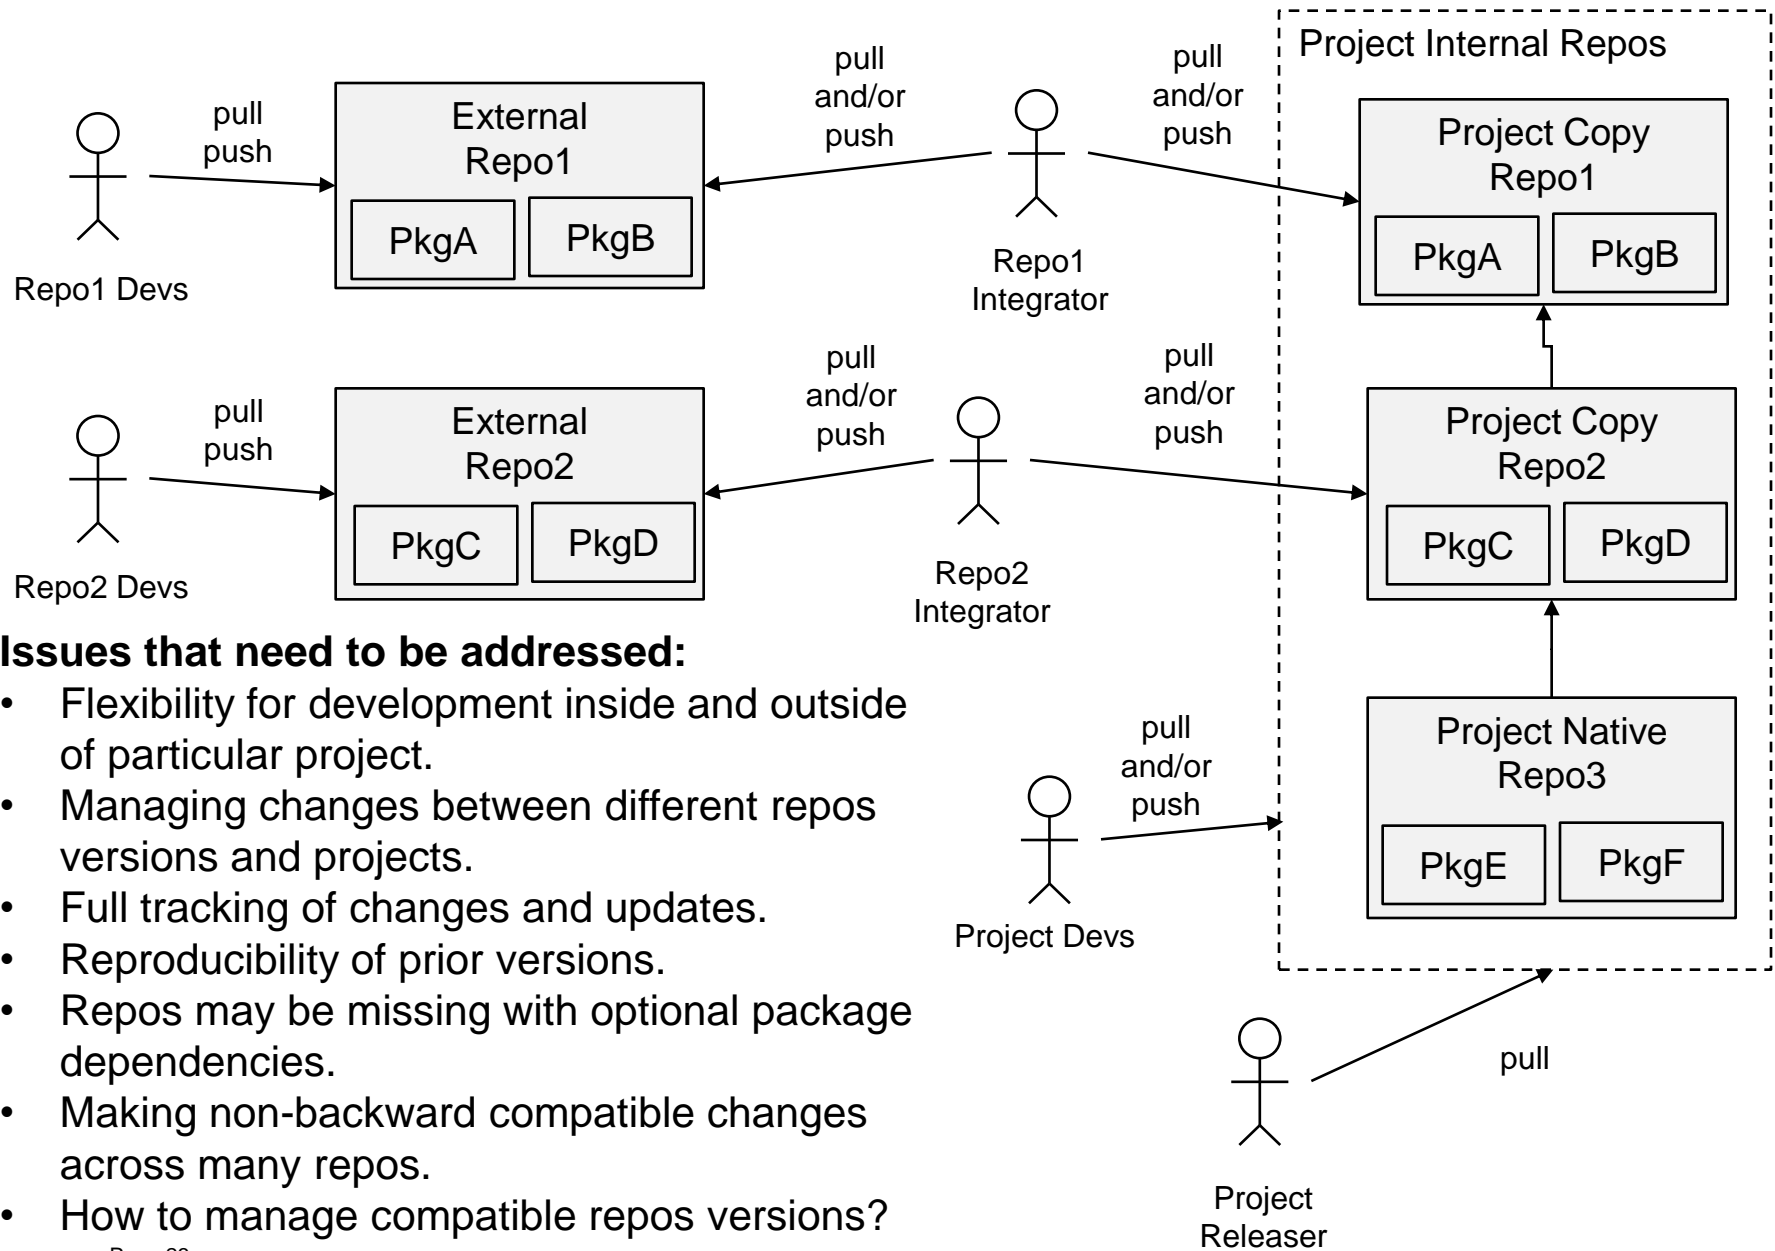 Project Internal Repos
pull
push
External
Repo1
PkgA
PkgB
Repo1 Devs
pull
and/or
push
Repo1
Integrator
pull
and/or
push
Project Copy
Repo1
PkgA
PkgB
pull
push
External
Repo2
PkgC
PkgD
Repo2 Devs
pull
and/or
push
Repo2
Integrator
pull
and/or
push
Project Copy
Repo2
PkgC
PkgD
Project Native
Repo3
PkgE
PkgF
pull
and/or
push
Project Devs
pull
Project
Releaser
Issues that need to be addressed:
• Flexibility for development inside and outside
of particular project.
• Managing changes between different repos
versions and projects.
• Full tracking of changes and updates.
• Reproducibility of prior versions.
• Repos may be missing with optional package
dependencies.
• Making non-backward compatible changes
across many repos.
• How to manage compatible repos versions?